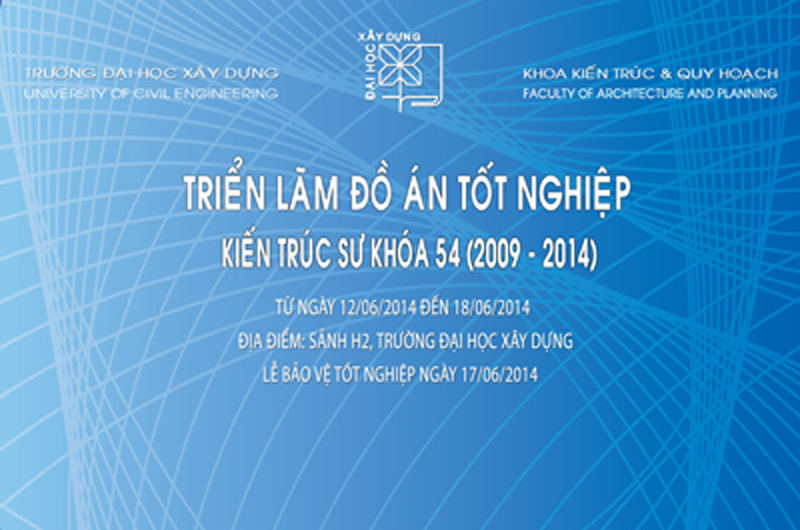 TRƯỜNG ĐẠI HỌC XÂY DỰNG
UNIVERSITY OF CIVIL ENGINEERING
ĐẠI HỌC
XÂY DỰNG
KHOA KIẾN TRÚC & QUY HOẠCH
FACULTY OF ARCHITECTURE AND PLANNING
TRIỂN LÃM ĐỒ ÁN TỐT NGHIỆP
KIẾN TRÚC SƯ KHÓA 54 (2009 - 2014)
TỪ NGÀY 12/06/2014 ĐẾN 18/06/2014
ĐỊA ĐIỂM: SẢNH H2, TRƯỜNG ĐẠI HỌC XÂY DỰNG
LỄ BẢO VỆ TỐT NGHIỆP NGÀY 17/06/2014